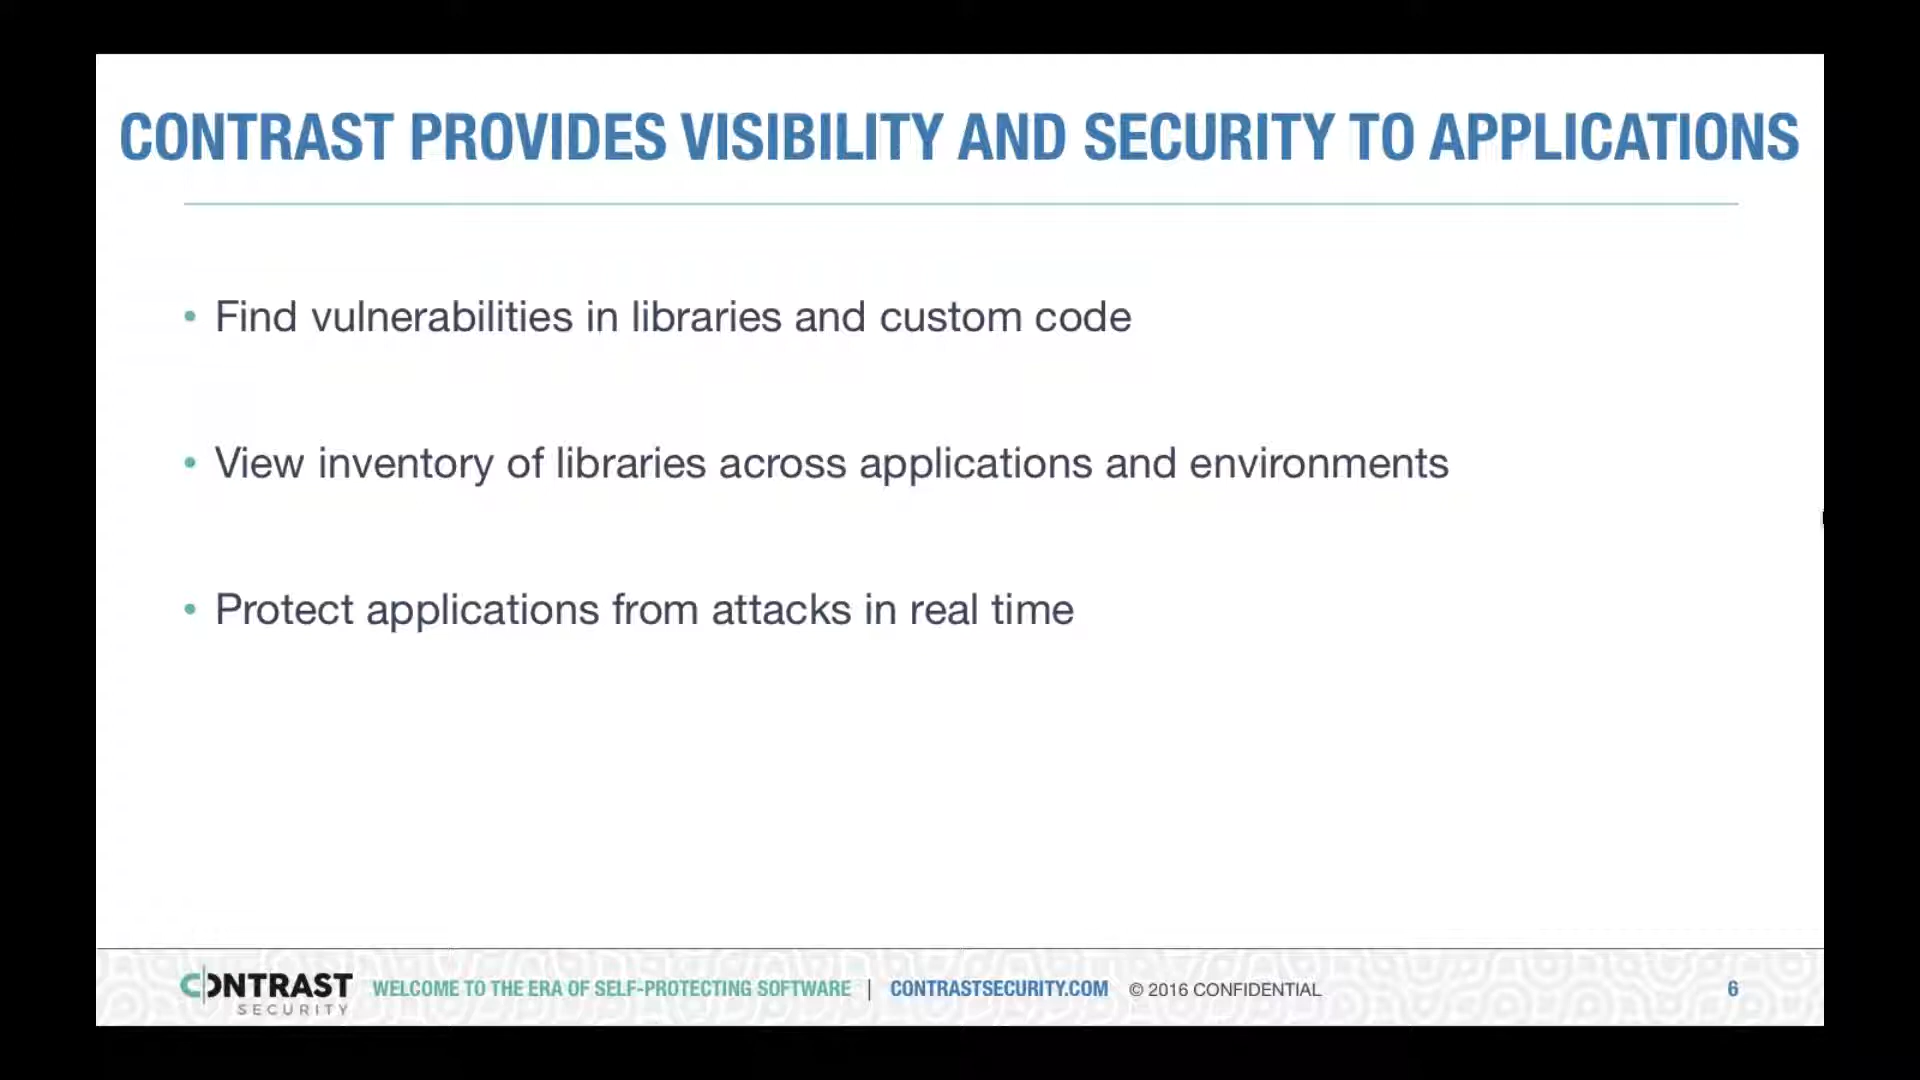 CONTRAST PROVIDES VISIBILITY AND SECURITY TO APPLICATIONS
• Find vulnerabilities in libraries and custom code
• View inventory of libraries across applications and environments
• Protect applications from attacks in real time
CONTRAST SECURITY WELCOME TO THE ERA OF SELF-PROTECTING SOFTWARE | CONTRASTSECURITY.COM © 2016 CONFIDENTIAL 6